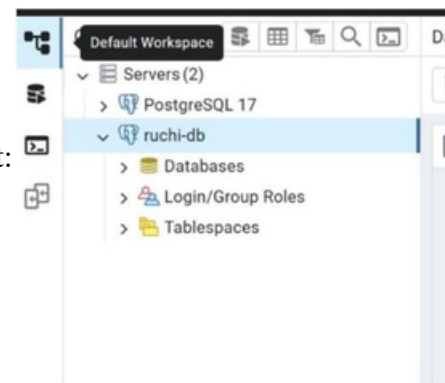 Default Workspace
D
Servers (2)
PostgreSQL 17
ruchi-db
t:
Databases
Login/Group Roles
Tablespaces